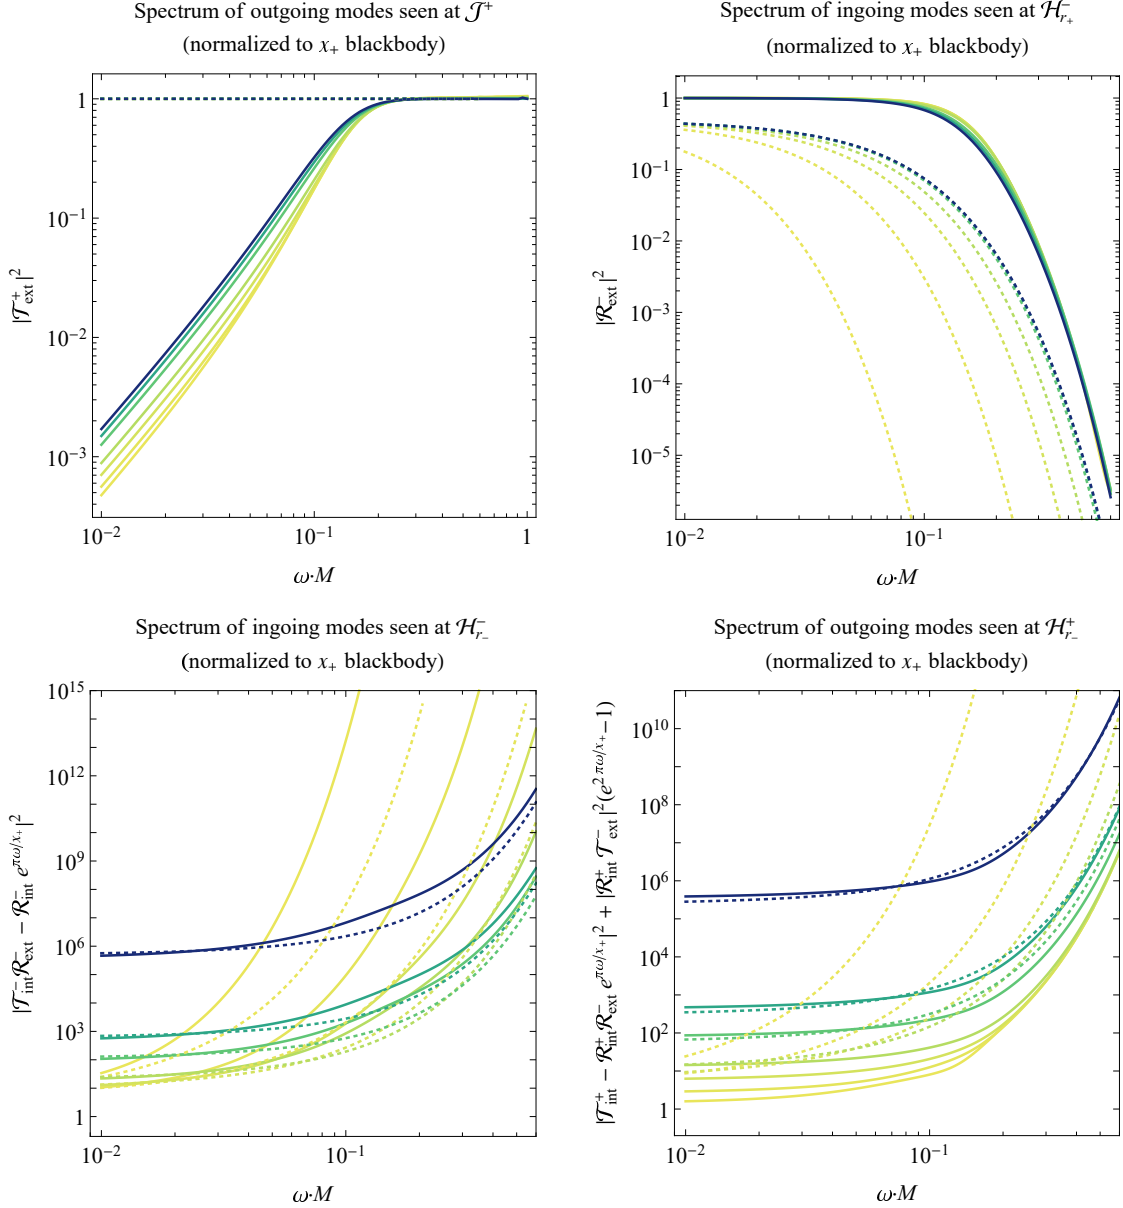 Spectrum of outgoing modes seen at 𝒥⁺
(normalized to ϰ₊ blackbody)
1
10⁻¹
10⁻²
10⁻³
|𝒯⁺ₑₓₜ|²
10⁻²
10⁻¹
1
ω·M
Spectrum of ingoing modes seen at ℋ⁻_{r₊}
(normalized to ϰ₊ blackbody)
1
10⁻¹
10⁻²
10⁻³
10⁻⁴
10⁻⁵
|ℛ⁻ₑₓₜ|²
10⁻²
10⁻¹
ω·M
Spectrum of ingoing modes seen at ℋ⁻_{r₋}
(normalized to ϰ₊ blackbody)
10¹⁵
10¹²
10⁹
10⁶
10³
1
|𝒯⁻_{int}ℛ⁻_{ext} − ℛ⁻_{int} e^{πω/ϰ₊}|²
10⁻²
10⁻¹
ω·M
Spectrum of outgoing modes seen at ℋ⁺_{r₋}
(normalized to ϰ₊ blackbody)
10¹⁰
10⁸
10⁶
10⁴
10²
1
|𝒯⁺_{int} − ℛ⁺_{int}ℛ⁻_{ext} e^{πω/ϰ₊}|² + |ℛ⁺_{int}𝒯⁻_{ext}|²(e^{2πω/ϰ₊}−1)
10⁻²
10⁻¹
ω·M